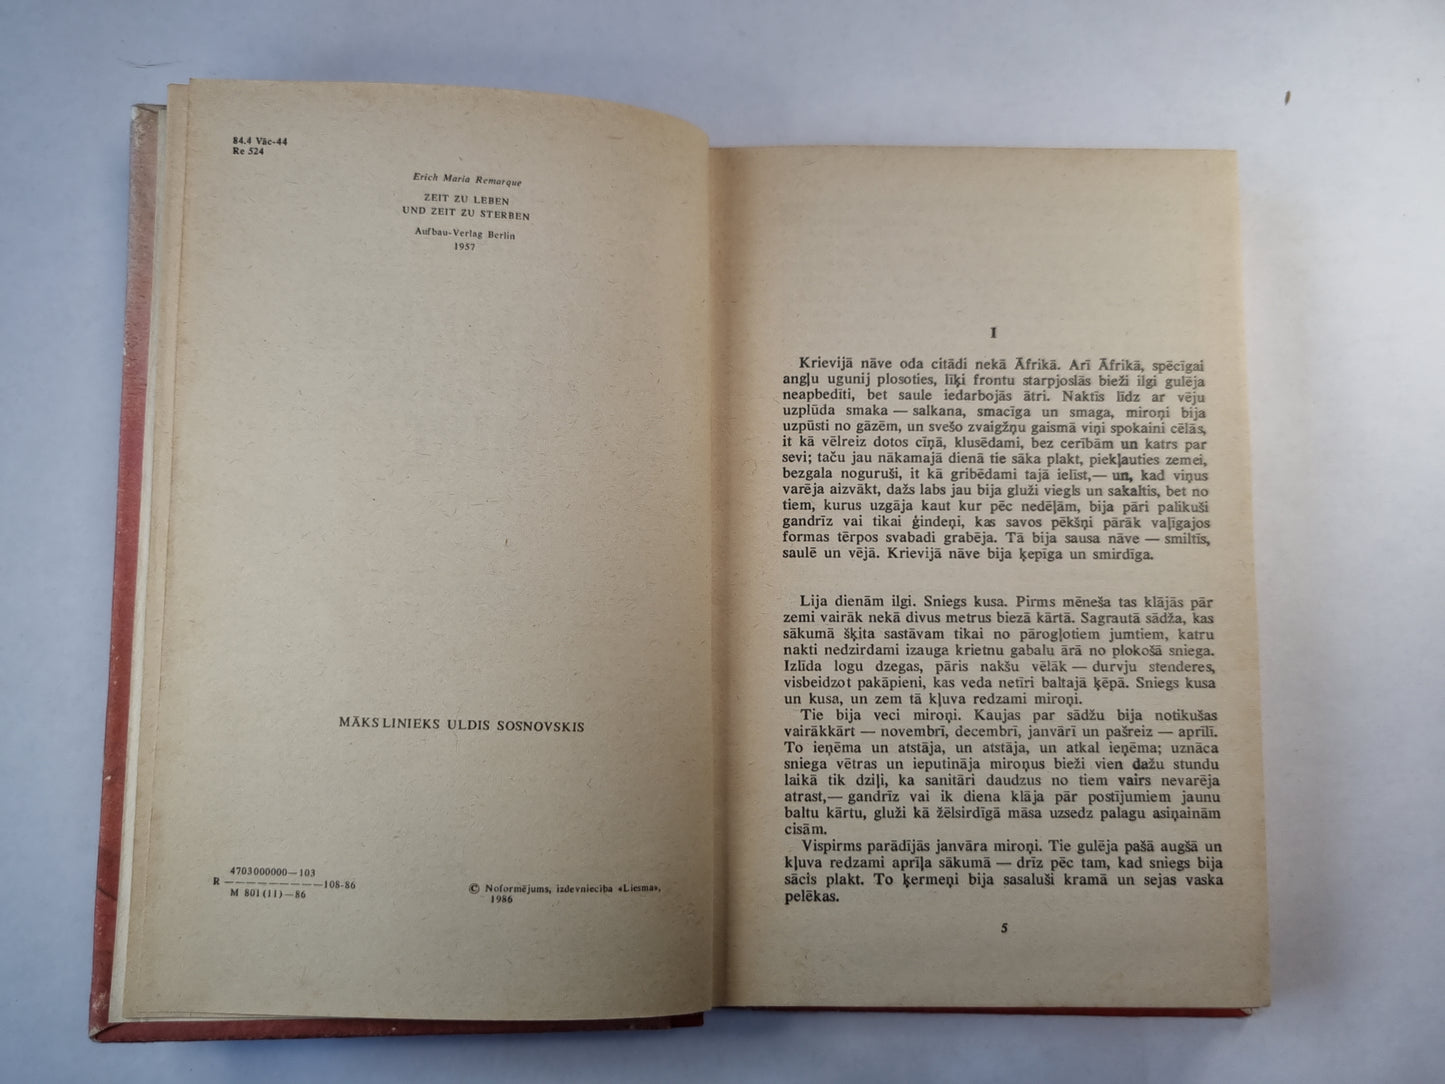 84.4 Vāc-44
Re 524
Erich Maria Remarque
ZEIT ZU LEBEN
UND ZEIT ZU STERBEN
Aufbau-Verlag Berlin
1957
MĀKSLINIEKS ULDIS SOSNOVSKIS
4703000000—103
R ——————— 108-86
M 801(11)—86
© Noformējums, izdevniecība «Liesma»,
1986
I
Krievijā nāve oda citādi nekā Āfrikā. Arī Āfrikā, spēcīgai
angļu ugunij plosoties, līķi frontu starpjoslās bieži ilgi gulēja
neapbedīti, bet saule iedarbojās ātri. Naktīs līdz ar vēju
uzplūda smaka — salkana, smacīga un smaga, miroņi bija
uzpūsti no gāzēm, un svešo zvaigžņu gaismā viņi spokaini cēlās,
it kā vēlreiz dotos cīņā, klusēdami, bez cerībām un katrs par
sevi; taču jau nākamajā dienā tie sāka plakt, piekļauties zemei,
bezgala noguruši, it kā gribēdami tajā ielīst,— un, kad viņus
varēja aizvākt, dažs labs jau bija gluži viegls un sakaltis, bet no
tiem, kurus uzgāja kaut kur pēc nedēļām, bija pāri palikuši
gandrīz vai tikai ģindeņi, kas savos pēkšņi pārāk vaļīgajos
formas tērpos svabadi grabēja. Tā bija sausa nāve — smiltīs,
saulē un vējā. Krievijā nāve bija ķepīga un smirdīga.
Lija dienām ilgi. Sniegs kusa. Pirms mēneša tas klājās pār
zemi vairāk nekā divus metrus biezā kārtā. Sagrautā sādža, kas
sākumā šķita sastāvam tikai no pārogļotiem jumtiem, katru
nakti nedzirdami izauga krietnu gabalu ārā no plokošā sniega.
Izlīda logu dzegas, pāris nakšu vēlāk — durvju stenderes,
visbeidzot pakāpieni, kas veda netīri baltajā ķēpā. Sniegs kusa
un kusa, un zem tā kļuva redzami miroņi.
Tie bija veci miroņi. Kaujas par sādžu bija notikušas
vairākkārt — novembrī, decembrī, janvārī un pašreiz — aprīlī.
To ieņēma un atstāja, un atstāja, un atkal ieņēma; uznāca
sniega vētras un ieputināja miroņus bieži vien dažu stundu
laikā tik dziļi, ka sanitāri daudzus no tiem vairs nevarēja
atrast,— gandrīz vai ik diena klāja pār postījumiem jaunu
baltu kārtu, gluži kā žēlsirdīgā māsa uzsedz palagu asiņainām
cisām.
Vispirms parādījās janvāra miroņi. Tie gulēja pašā augšā un
kļuva redzami aprīļa sākumā — drīz pēc tam, kad sniegs bija
sācis plakt. To ķermeņi bija sasaluši kramā un sejas vaska
pelēkas.
5